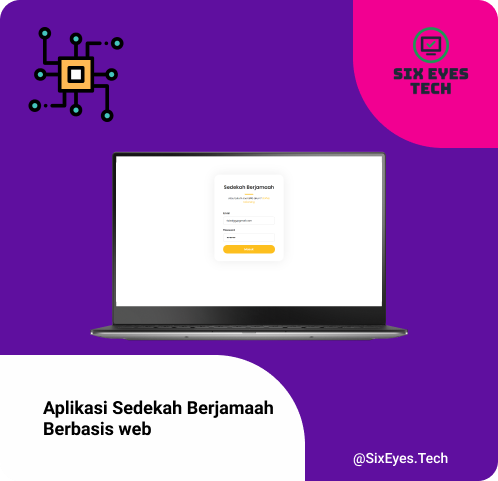 SIX EYES
TECH
Sedekah Berjamaah
Email
Password
Aplikasi Sedekah Berjamaah
Berbasis web
@SixEyes.Tech